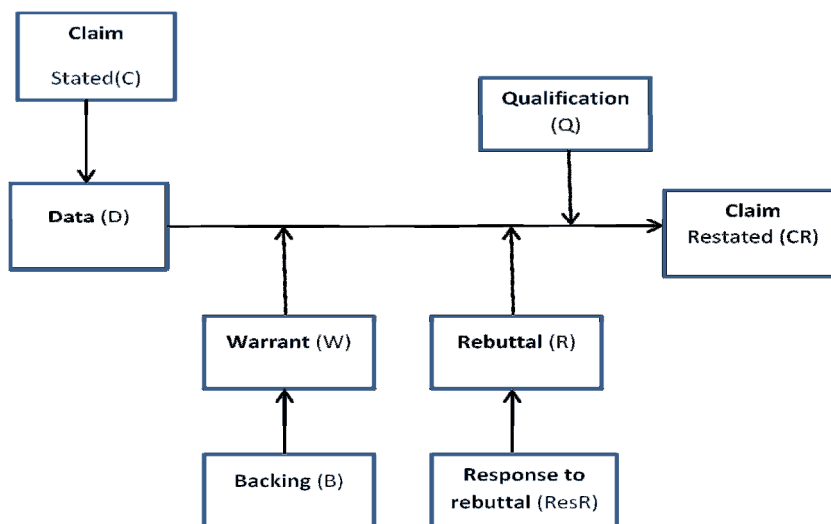 Claim
Stated(C)
Qualification
(Q)
Data (D)
Claim
Restated (CR)
Warrant (W)
Rebuttal (R)
Backing (B)
Response to
rebuttal (ResR)